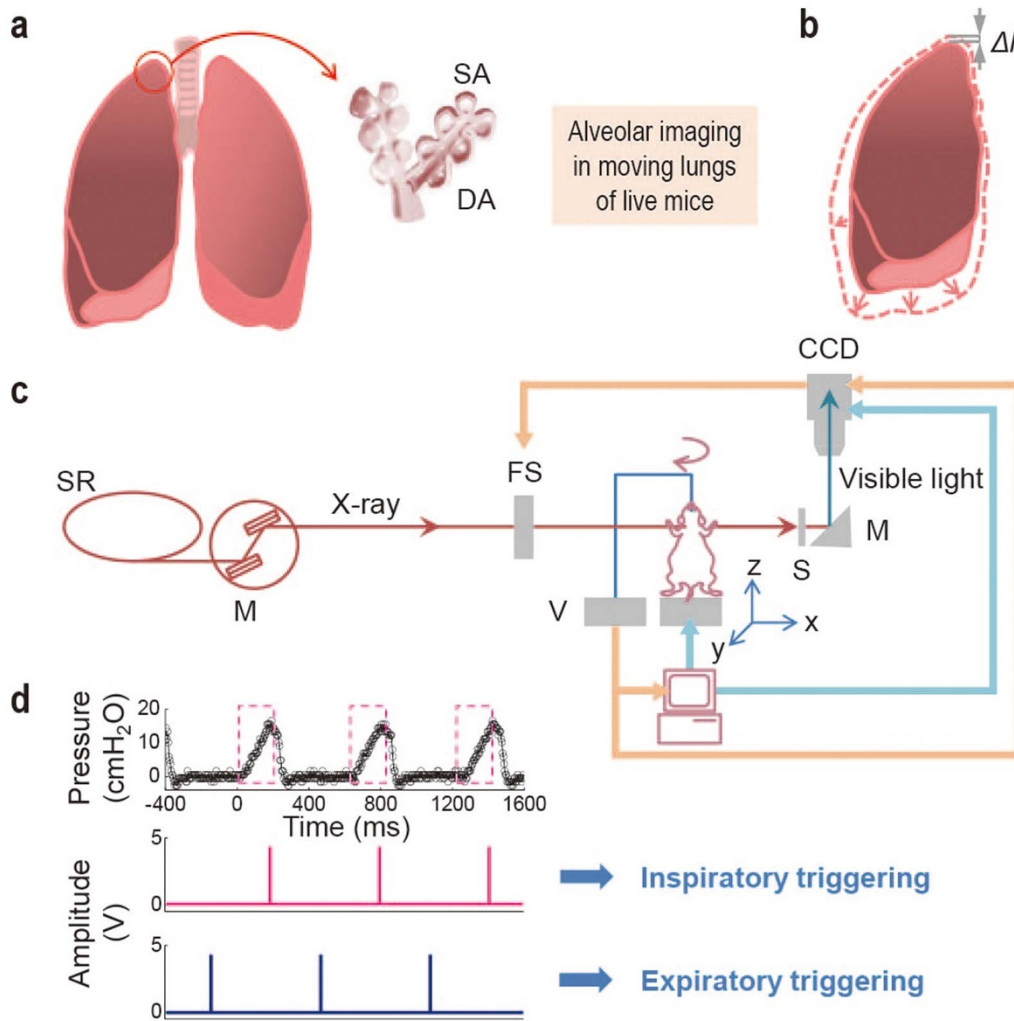 a
SA
DA
Alveolar imaging
in moving lungs
of live mice
b
Δl
c
SR
M
X-ray
FS
CCD
Visible light
M
S
V
z
x
y
d
Pressure
(cmH₂O)
20
10
0
-400 0 400 800 1200 1600
Time (ms)
Amplitude
(V)
5
0
Inspiratory triggering
5
0
Expiratory triggering